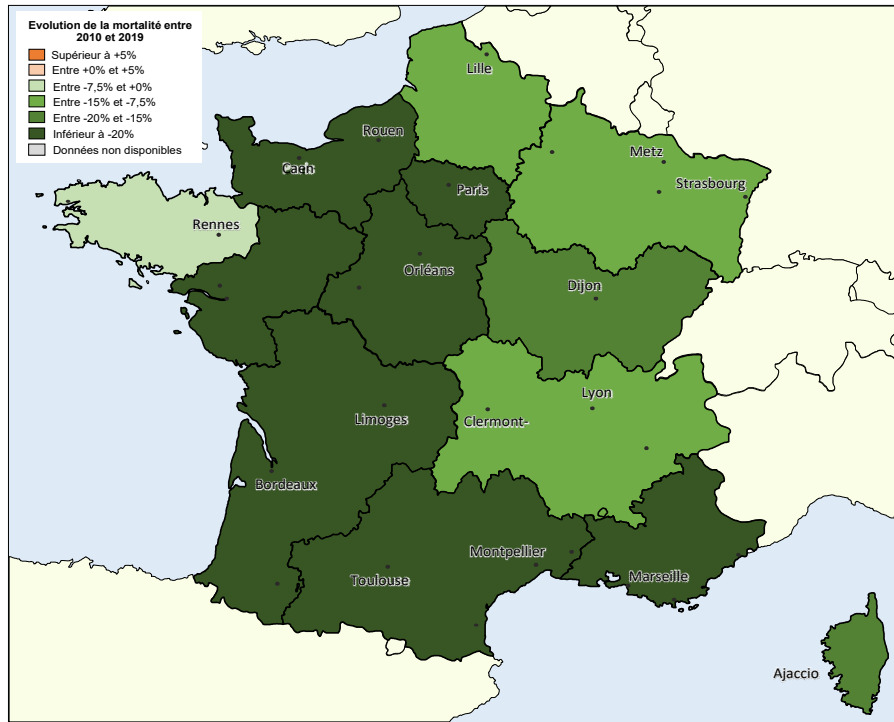 Evolution de la mortalité entre
2010 et 2019
Supérieur à +5%
Entre +0% et +5%
Entre -7,5% et +0%
Entre -15% et -7,5%
Entre -20% et -15%
Inférieur à -20%
Données non disponibles
Lille
Rouen
Caen
Metz
Paris
Strasbourg
Rennes
Orléans
Dijon
Lyon
Limoges
Clermont-
Bordeaux
Montpellier
Toulouse
Marseille
Ajaccio